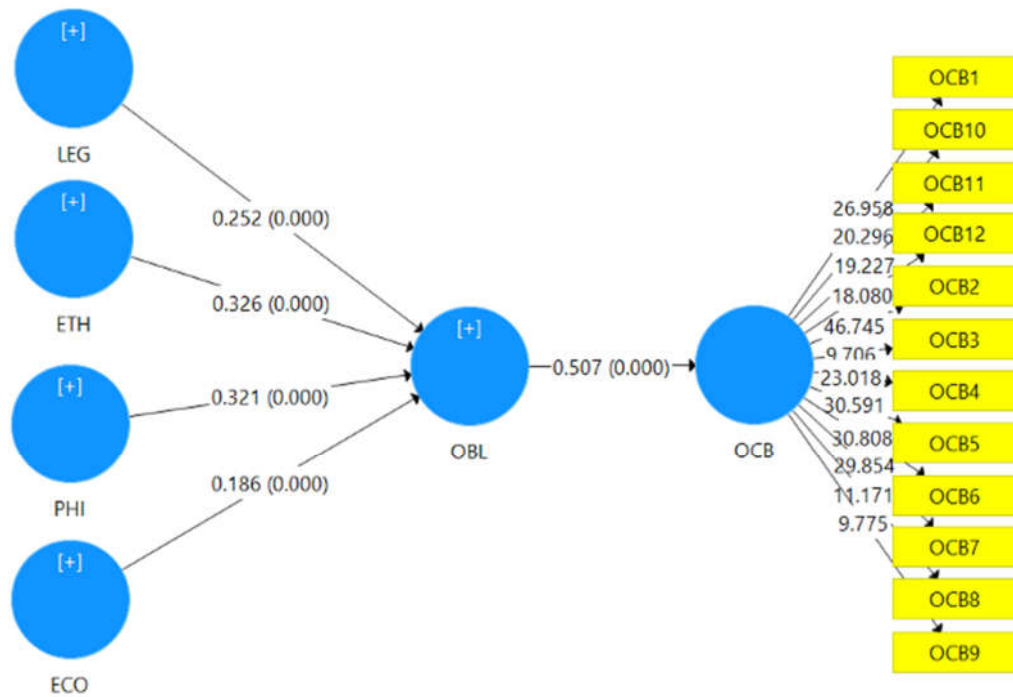 [+]
LEG
[+]
ETH
[+]
PHI
[+]
ECO
0.252 (0.000)
0.326 (0.000)
0.321 (0.000)
0.186 (0.000)
[+]
OBL
0.507 (0.000)
OCB
26.958
20.296
19.227
18.080
46.745
9.706
23.018
30.591
30.808
29.854
11.171
9.775
OCB1
OCB10
OCB11
OCB12
OCB2
OCB3
OCB4
OCB5
OCB6
OCB7
OCB8
OCB9